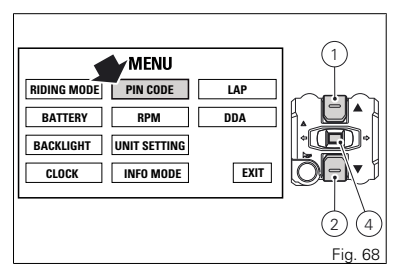 MENU
RIDING MODE PIN CODE LAP
BATTERY RPM DDA
BACKLIGHT UNIT SETTING
CLOCK INFO MODE EXIT
1
2 4
Fig. 68